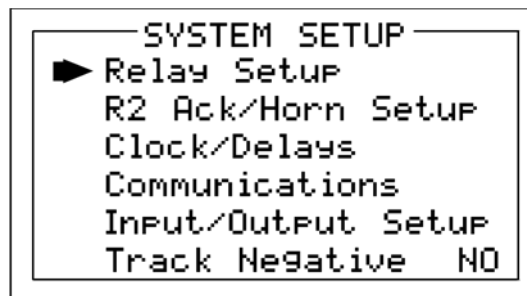 SYSTEM SETUP
Relay Setup
R2 Ack/Horn Setup
Clock/Delays
Communications
Input/Output Setup
Track Negative NO